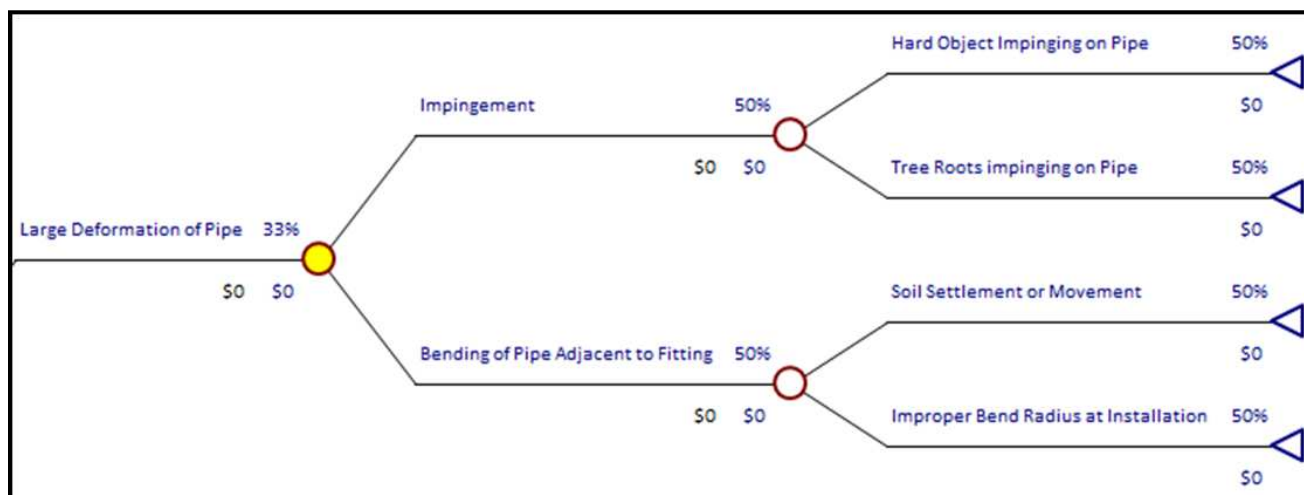 Hard Object Impinging on Pipe 50%
$0
Impingement 50%
$0 $0
Tree Roots impinging on Pipe 50%
$0
Large Deformation of Pipe 33%
$0 $0
Soil Settlement or Movement 50%
$0
Bending of Pipe Adjacent to Fitting 50%
$0 $0
Improper Bend Radius at Installation 50%
$0